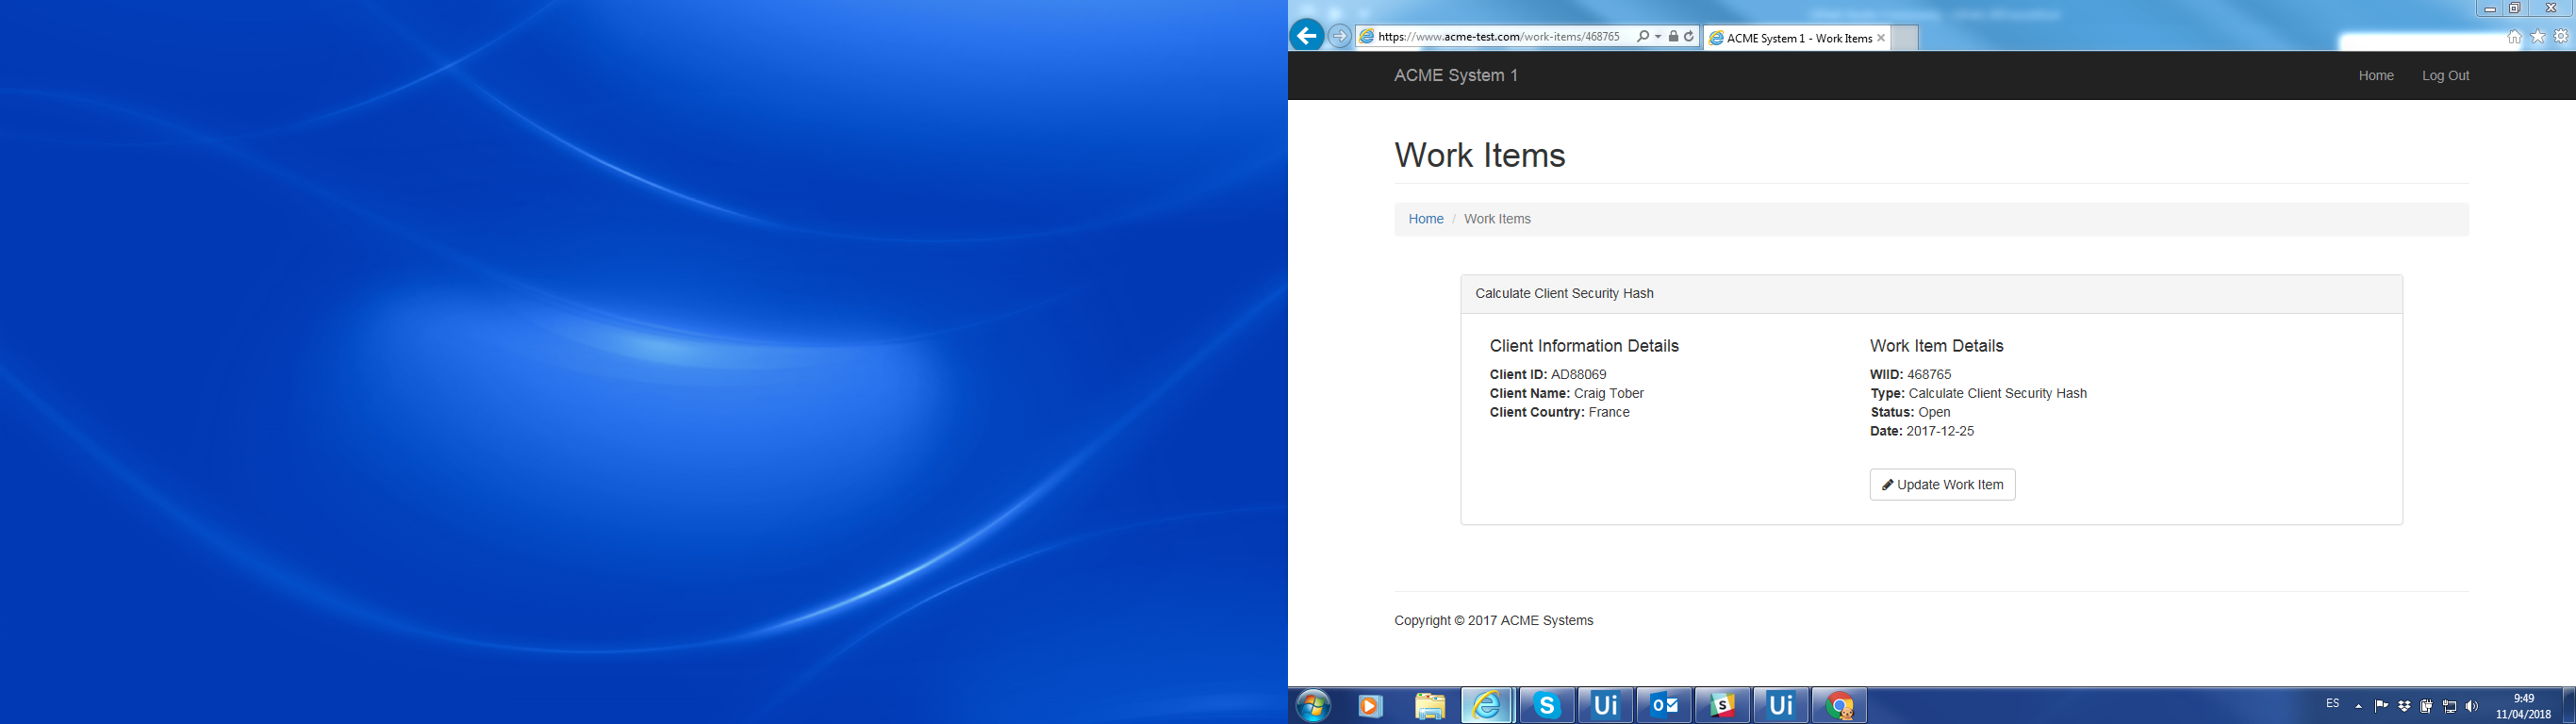 https://www.acme-test.com/work-items/468765
ACME System 1 - Work Items
ACME System 1
Home
Log Out
Work Items
Home / Work Items
Calculate Client Security Hash
Client Information Details
Client ID: AD88069
Client Name: Craig Tober
Client Country: France
Work Item Details
WIID: 468765
Type: Calculate Client Security Hash
Status: Open
Date: 2017-12-25
Update Work Item
Copyright © 2017 ACME Systems
S
Ui
Ui
ES
9:49
11/04/2018